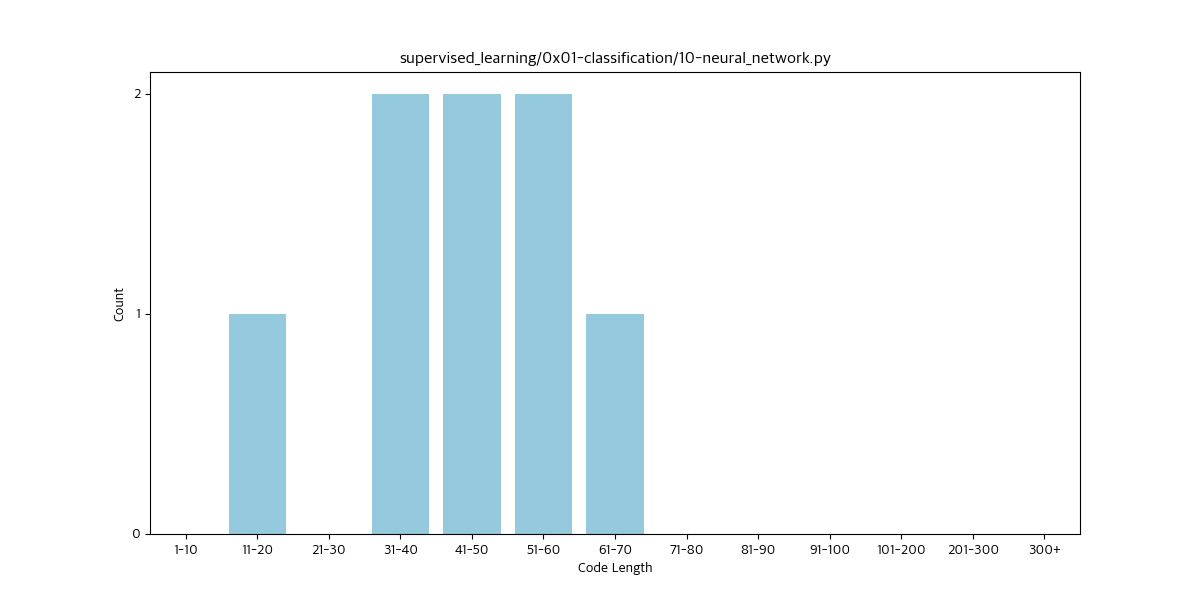 supervised_learning/0x01-classification/10-neural_network.py
2
1
0
Count
1-10 11-20 21-30 31-40 41-50 51-60 61-70 71-80 81-90 91-100 101-200 201-300 300+
Code Length